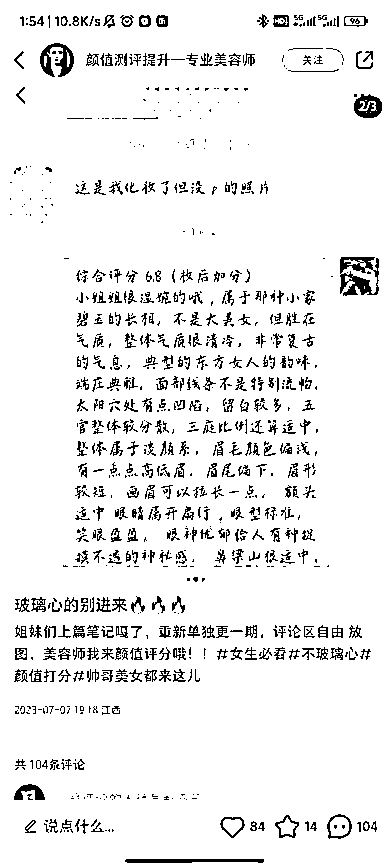 1:54 10.8K/s 5G 5G 96
颜值测评提升一专业美容师
关注
2/3
这是我化妆了但没p的照片
综合评分 6.8（妆后加分）
小姐姐很温婉的哦，属于那种小家
碧玉的长相，不是大美女，但胜在
气质，整体气质很清冷，非常复古
的气息，典型的东方女人的韵味，
端庄典雅，面部线条不是特别流畅，
太阳穴处有点凹陷，留白较多，五
官整体较分散，三庭比例还算适中，
整体属于淡颜系，眉毛颜色偏浅，
有一点点高低眉，眉尾偏下，眉形
较短，画眉可以拉长一点，额头
适中 眼睛属开扇行，眼型标准，
笑眼盈盈，眼神忧郁给人有种捉
摸不透的神秘感，鼻梁山根适中，
玻璃心的别进来🔥🔥🔥
姐妹们上篇笔记嘎了，重新单独更一期，评论区自由 放
图，美容师我来颜值评分哦！！#女生必看#不玻璃心#
颜值打分#帅哥美女都来这儿
2023-07-07 19:18 江西
共 104条评论
说点什么... 84 14 104